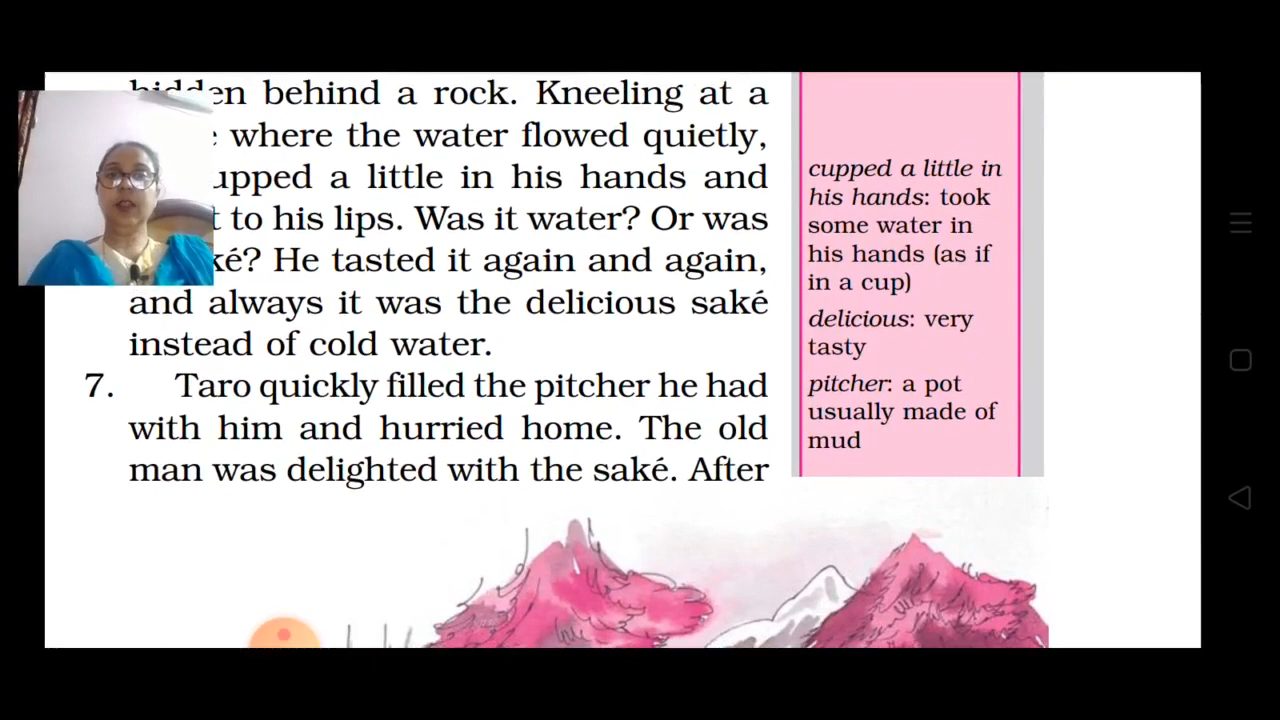 behind a rock. Kneeling at a
where the water flowed quietly,
a little in his hands and
to his lips. Was it water? Or was
He tasted it again and again,
and always it was the delicious saké
instead of cold water.
7. Taro quickly filled the pitcher he had
with him and hurried home. The old
man was delighted with the saké. After
cupped a little in
his hands: took
some water in
his hands (as if
in a cup)
delicious: very
tasty
pitcher: a pot
usually made of
mud